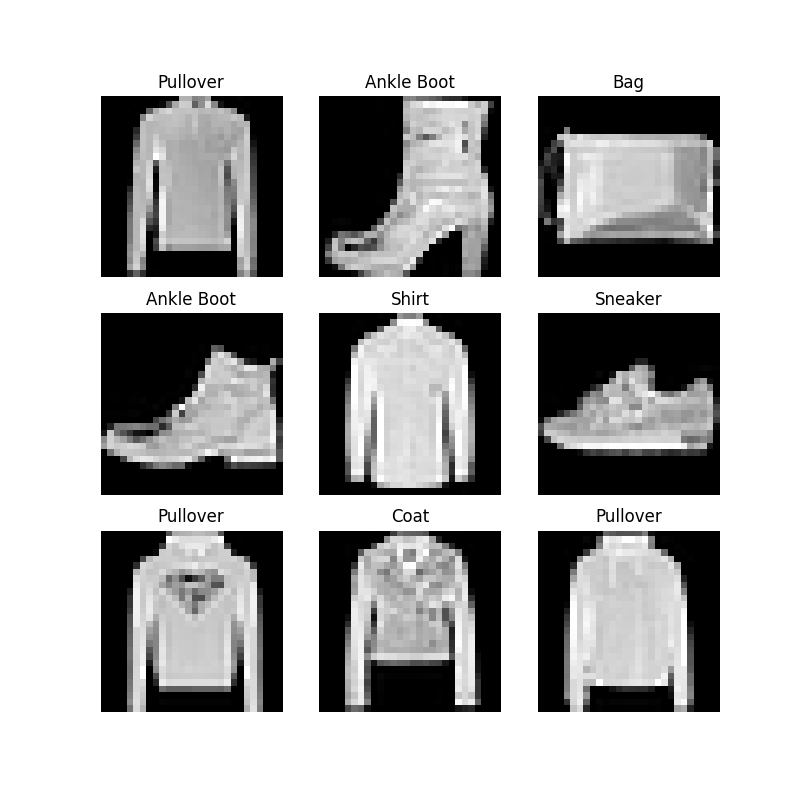 Pullover
Ankle Boot
Bag
Ankle Boot
Shirt
Sneaker
Pullover
Coat
Pullover